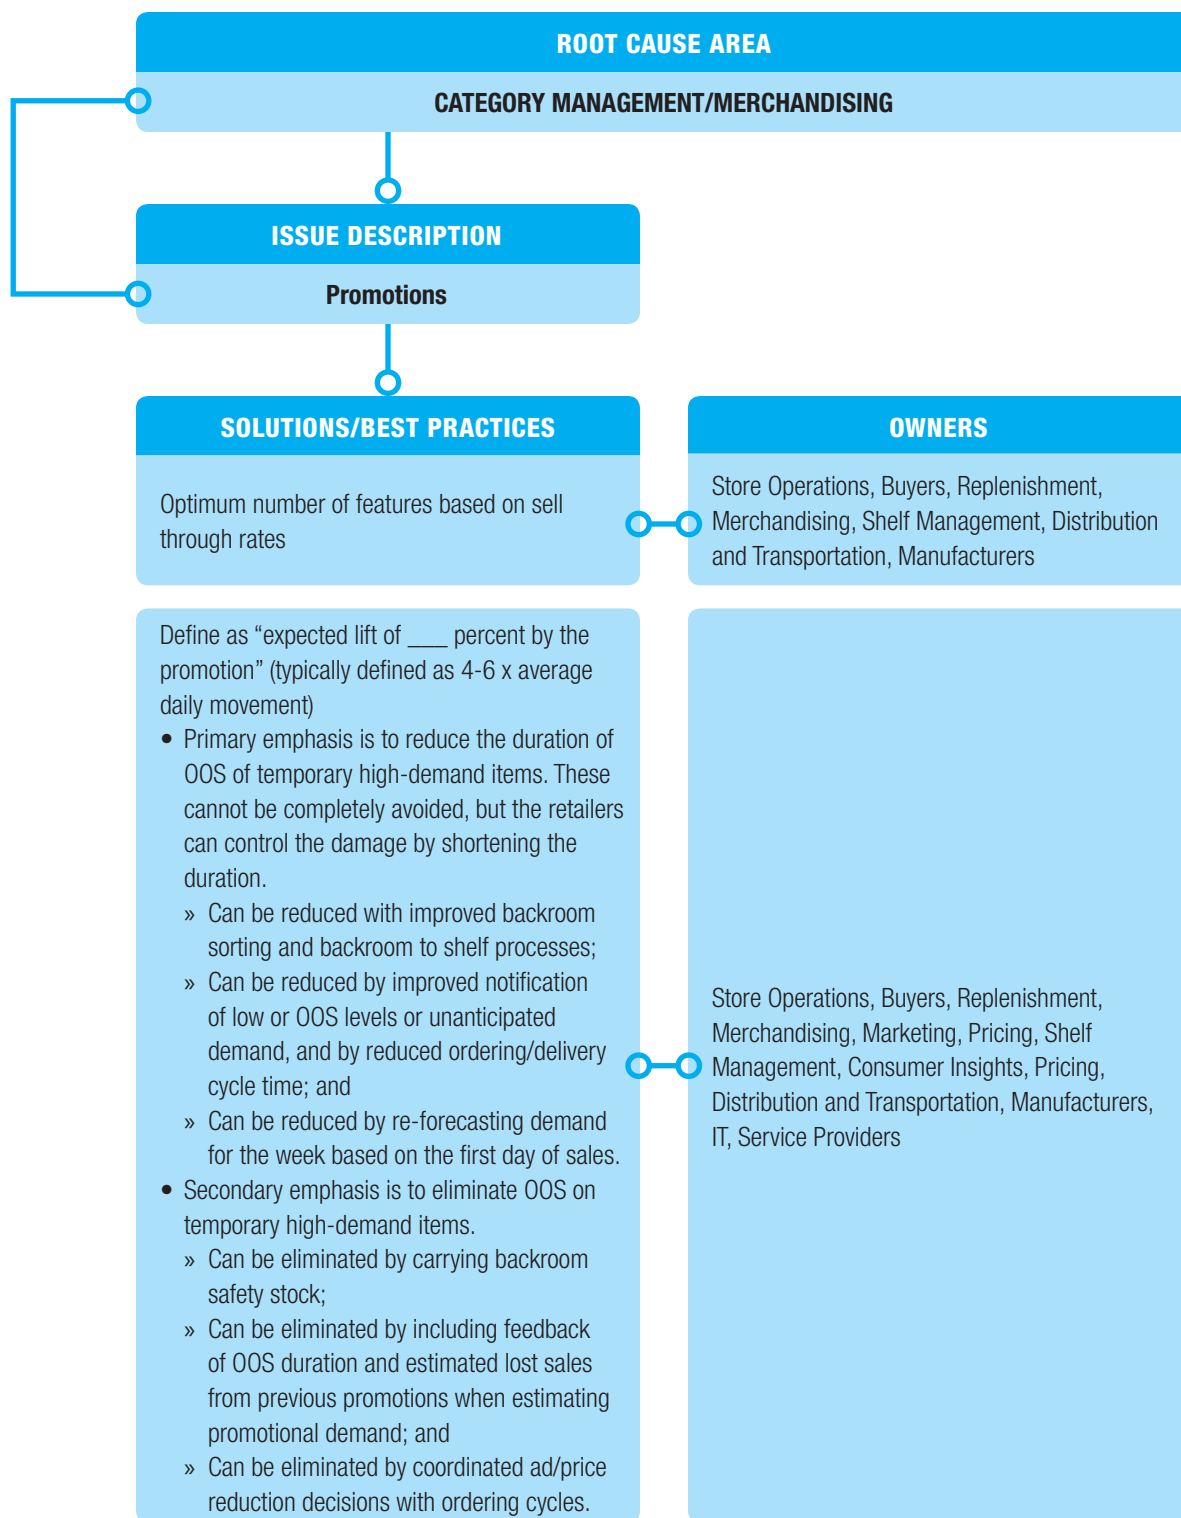 ROOT CAUSE AREA
CATEGORY MANAGEMENT/MERCHANDISING
ISSUE DESCRIPTION
Promotions
SOLUTIONS/BEST PRACTICES
OWNERS
Optimum number of features based on sell
through rates
Store Operations, Buyers, Replenishment,
Merchandising, Shelf Management, Distribution
and Transportation, Manufacturers
Define as “expected lift of ___ percent by the
promotion” (typically defined as 4-6 x average
daily movement)
• Primary emphasis is to reduce the duration of
OOS of temporary high-demand items. These
cannot be completely avoided, but the retailers
can control the damage by shortening the
duration.
» Can be reduced with improved backroom
sorting and backroom to shelf processes;
» Can be reduced by improved notification
of low or OOS levels or unanticipated
demand, and by reduced ordering/delivery
cycle time; and
» Can be reduced by re-forecasting demand
for the week based on the first day of sales.
• Secondary emphasis is to eliminate OOS on
temporary high-demand items.
» Can be eliminated by carrying backroom
safety stock;
» Can be eliminated by including feedback
of OOS duration and estimated lost sales
from previous promotions when estimating
promotional demand; and
» Can be eliminated by coordinated ad/price
reduction decisions with ordering cycles.
Store Operations, Buyers, Replenishment,
Merchandising, Marketing, Pricing, Shelf
Management, Consumer Insights, Pricing,
Distribution and Transportation, Manufacturers,
IT, Service Providers